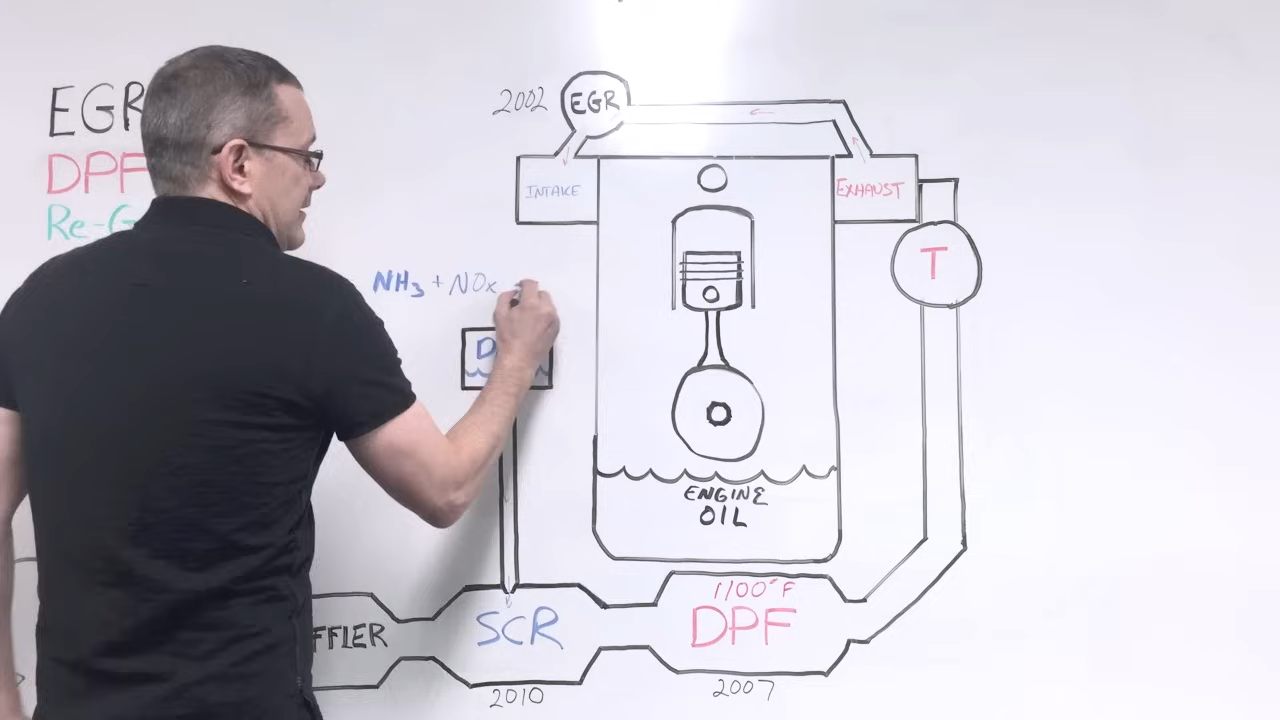 EGR
DPF
Re-G
2002
EGR
INTAKE
EXHAUST
T
NH₃ + NOx
D
ENGINE
OIL
1100°F
DPF
2007
SCR
2010
FFLER